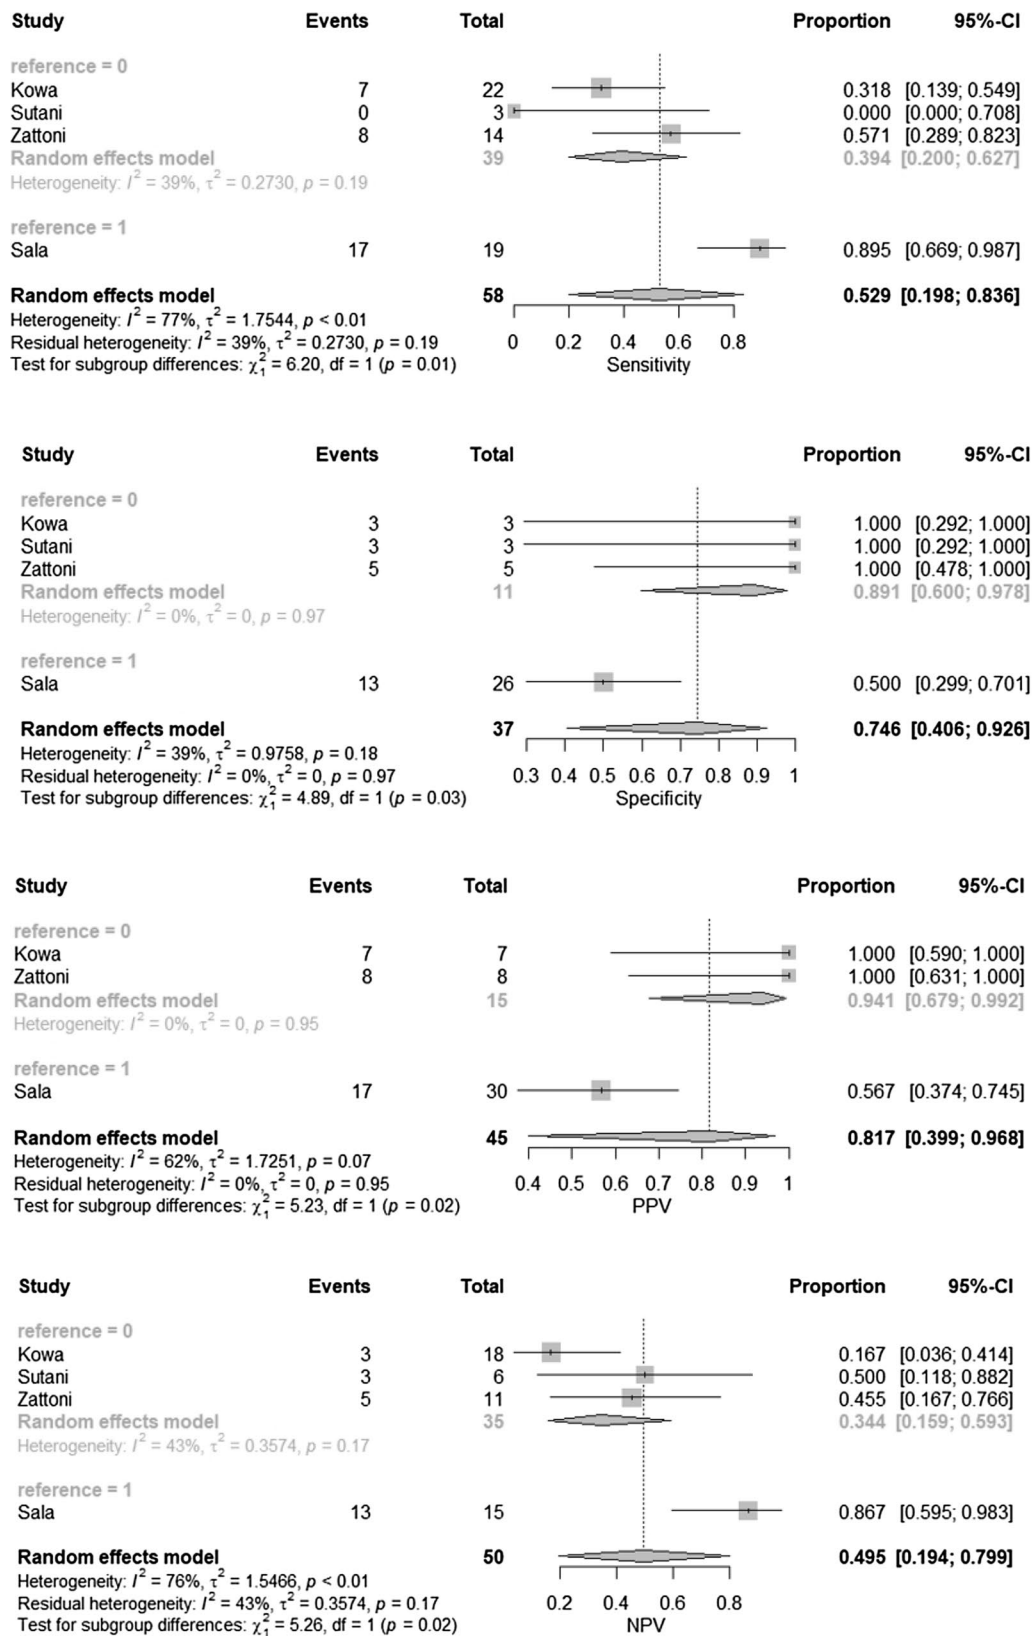 Study Events Total Proportion 95%-CI
reference = 0
Kowa 7 22 0.318 [0.139; 0.549]
Sutani 0 3 0.000 [0.000; 0.708]
Zattoni 8 14 0.571 [0.289; 0.823]
Random effects model 39 0.394 [0.200; 0.627]
Heterogeneity: I² = 39%, τ² = 0.2730, p = 0.19
reference = 1
Sala 17 19 0.895 [0.669; 0.987]
Random effects model 58 0.529 [0.198; 0.836]
Heterogeneity: I² = 77%, τ² = 1.7544, p < 0.01
Residual heterogeneity: I² = 39%, τ² = 0.2730, p = 0.19
Test for subgroup differences: χ²₁ = 6.20, df = 1 (p = 0.01)
0 0.2 0.4 0.6 0.8
Sensitivity
Study Events Total Proportion 95%-CI
reference = 0
Kowa 3 3 1.000 [0.292; 1.000]
Sutani 3 3 1.000 [0.292; 1.000]
Zattoni 5 5 1.000 [0.478; 1.000]
Random effects model 11 0.891 [0.600; 0.978]
Heterogeneity: I² = 0%, τ² = 0, p = 0.97
reference = 1
Sala 13 26 0.500 [0.299; 0.701]
Random effects model 37 0.746 [0.406; 0.926]
Heterogeneity: I² = 39%, τ² = 0.9758, p = 0.18
Residual heterogeneity: I² = 0%, τ² = 0, p = 0.97
Test for subgroup differences: χ²₁ = 4.89, df = 1 (p = 0.03)
0.3 0.4 0.5 0.6 0.7 0.8 0.9 1
Specificity
Study Events Total Proportion 95%-CI
reference = 0
Kowa 7 7 1.000 [0.590; 1.000]
Zattoni 8 8 1.000 [0.631; 1.000]
Random effects model 15 0.941 [0.679; 0.992]
Heterogeneity: I² = 0%, τ² = 0, p = 0.95
reference = 1
Sala 17 30 0.567 [0.374; 0.745]
Random effects model 45 0.817 [0.399; 0.968]
Heterogeneity: I² = 62%, τ² = 1.7251, p = 0.07
Residual heterogeneity: I² = 0%, τ² = 0, p = 0.95
Test for subgroup differences: χ²₁ = 5.23, df = 1 (p = 0.02)
0.4 0.5 0.6 0.7 0.8 0.9 1
PPV
Study Events Total Proportion 95%-CI
reference = 0
Kowa 3 18 0.167 [0.036; 0.414]
Sutani 3 6 0.500 [0.118; 0.882]
Zattoni 5 11 0.455 [0.167; 0.766]
Random effects model 35 0.344 [0.159; 0.593]
Heterogeneity: I² = 43%, τ² = 0.3574, p = 0.17
reference = 1
Sala 13 15 0.867 [0.595; 0.983]
Random effects model 50 0.495 [0.194; 0.799]
Heterogeneity: I² = 76%, τ² = 1.5466, p < 0.01
Residual heterogeneity: I² = 43%, τ² = 0.3574, p = 0.17
Test for subgroup differences: χ²₁ = 5.26, df = 1 (p = 0.02)
0.2 0.4 0.6 0.8
NPV